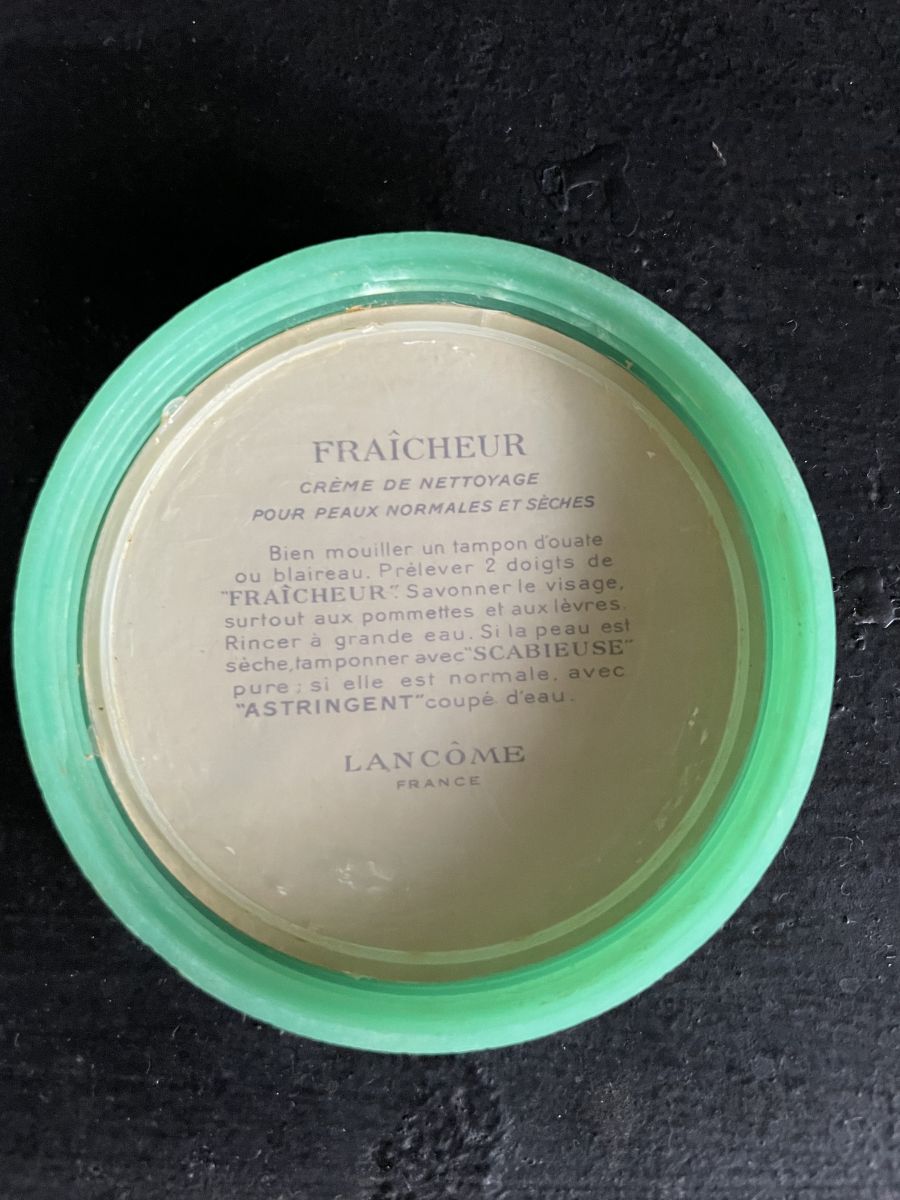 FRAÎCHEUR
CRÈME DE NETTOYAGE
POUR PEAUX NORMALES ET SÈCHES
Bien mouiller un tampon d'ouate
ou blaireau. Prélever 2 doigts de
"FRAÎCHEUR". Savonner le visage,
surtout aux pommettes et aux lèvres.
Rincer à grande eau. Si la peau est
sèche, tamponner avec "SCABIEUSE"
pure ; si elle est normale, avec
"ASTRINGENT" coupé d'eau.
LANCÔME
FRANCE